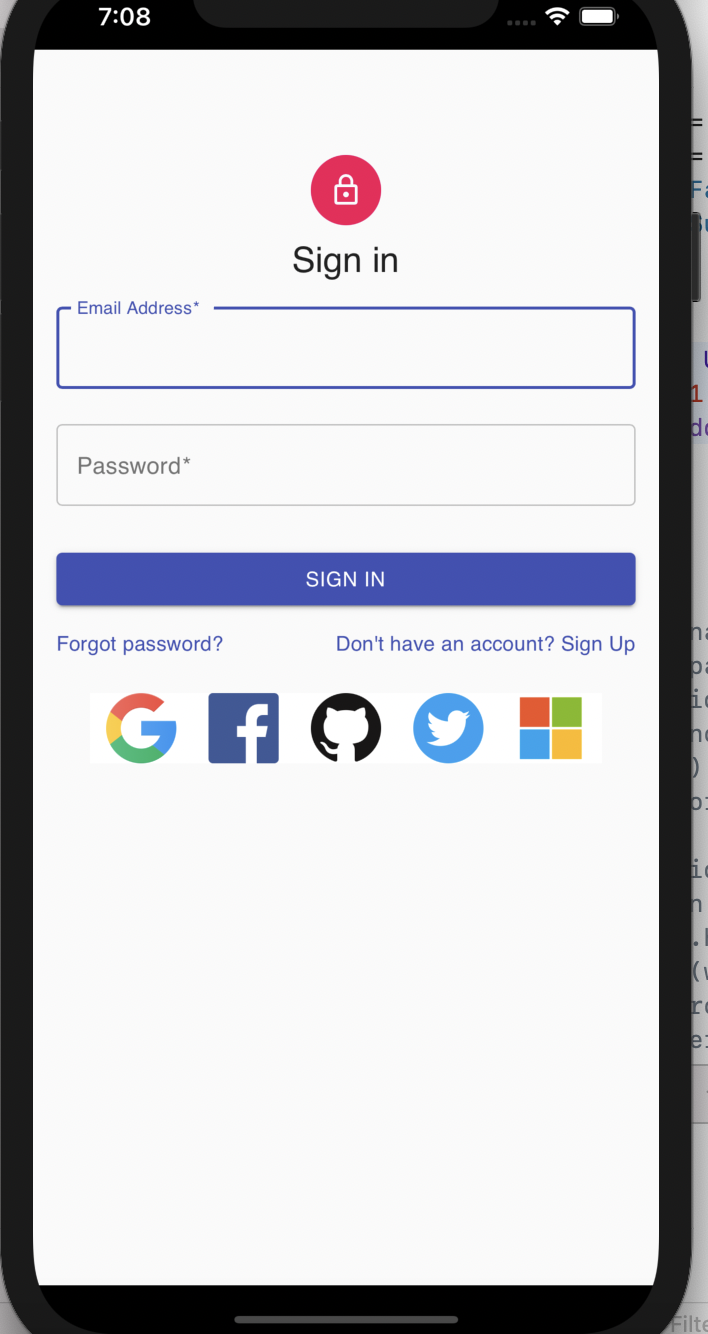 7:08
Sign in
Email Address*
Password*
SIGN IN
Forgot password? Don't have an account? Sign Up